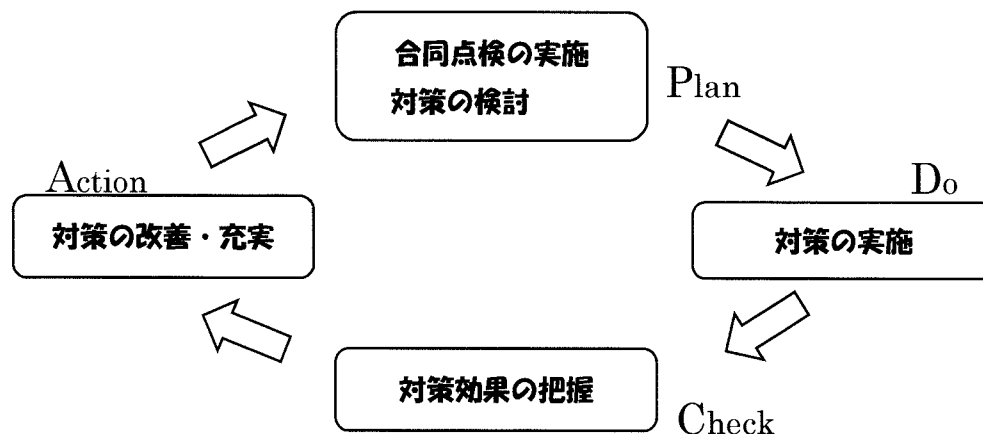 合同点検の実施
対策の検討
Plan
Action
Do
対策の改善・充実
対策の実施
対策効果の把握
Check